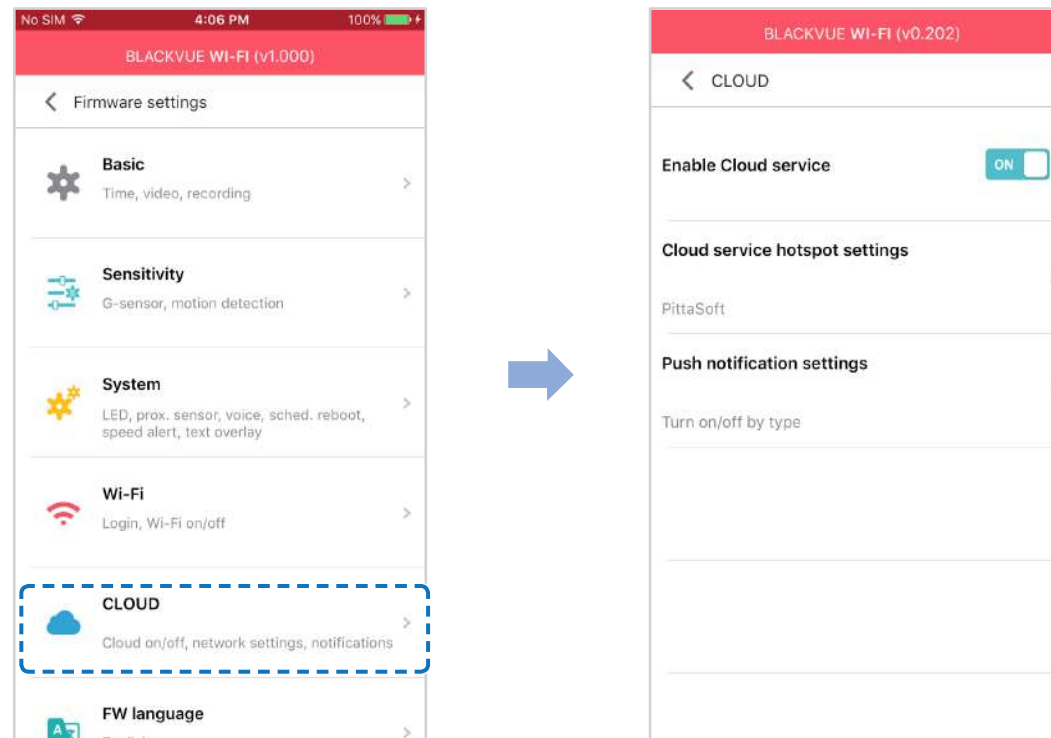 No SIM 4:06 PM 100%
BLACKVUE WI-FI (v1.000)
Firmware settings
Basic
Time, video, recording
Sensitivity
G-sensor, motion detection
System
LED, prox. sensor, voice, sched. reboot,
speed alert, text overlay
Wi-Fi
Login, Wi-Fi on/off
CLOUD
Cloud on/off, network settings, notifications
FW language
A
BLACKVUE WI-FI (v0.202)
CLOUD
Enable Cloud service ON
Cloud service hotspot settings
PittaSoft
Push notification settings
Turn on/off by type